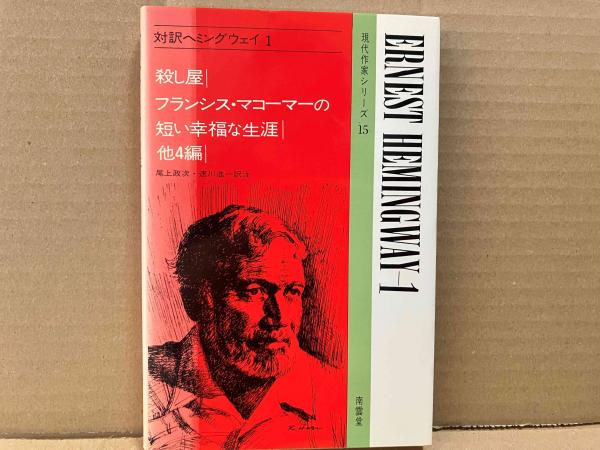 対訳ヘミングウェイ 1
殺し屋|
フランシス・マコーマーの
短い幸福な生涯|
他4編|
尾上政次・速川浩一訳注
現代作家シリーズ 15
ERNEST HEMINGWAY—1
南雲堂